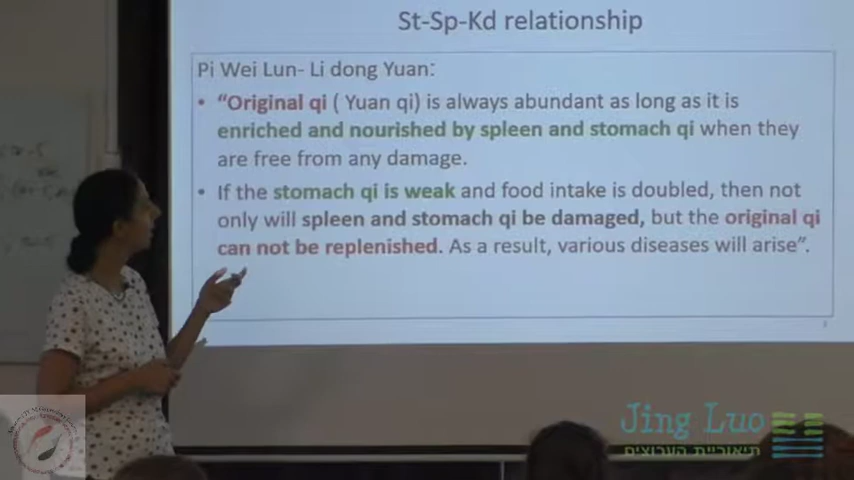 St-Sp-Kd relationship
Pi Wei Lun- Li dong Yuan:
• “Original qi ( Yuan qi) is always abundant as long as it is
enriched and nourished by spleen and stomach qi when they
are free from any damage.
• If the stomach qi is weak and food intake is doubled, then not
only will spleen and stomach qi be damaged, but the original qi
can not be replenished. As a result, various diseases will arise”.
Jing Luo
תיאוריית הערוצים